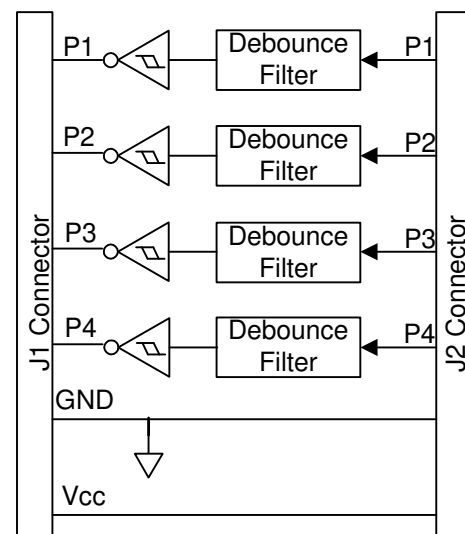 P1
Debounce
Filter
P1
P2
Debounce
Filter
P2
P3
Debounce
Filter
P3
P4
Debounce
Filter
P4
GND
Vcc
J1 Connector
J2 Connector